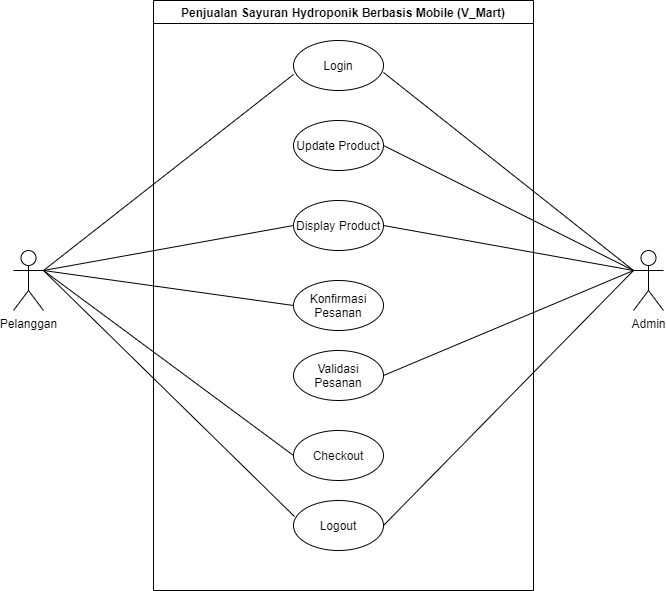 Penjualan Sayuran Hydroponik Berbasis Mobile (V_Mart)
Login
Update Product
Display Product
Konfirmasi
Pesanan
Validasi
Pesanan
Checkout
Logout
Pelanggan
Admin